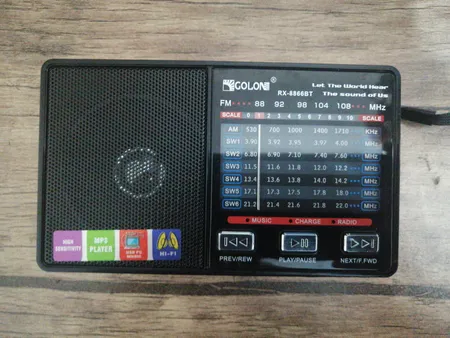 GOLON
Let The World Hear
RX-8866BT
The sound of Us
FM 88 92 98 104 108 MHz
SCALE 0 1 2 3 4 5 6 7 8 9 10 SCALE
AM 530 700 1000 1400 1710 KHz
SW1 3.90 3.92 3.95 3.97 4.00
SW2 6.80 6.90 7.10 7.40 7.60 MHz
SW3 11.5 11.6 11.8 12.0 12.2 MHz
SW4 13.4 13.6 13.8 14.0 14.2 MHz
SW5 17.1 17.3 17.5 17.8 18.0 MHz
SW6 21.2 21.4 21.6 21.8 22.0 MHz
MUSIC CHARGE RADIO
PREV/REW PLAY/PAUSE NEXT/F.FWD
HIGH
SENSITIVITY
MP3
PLAYER
HI-FI